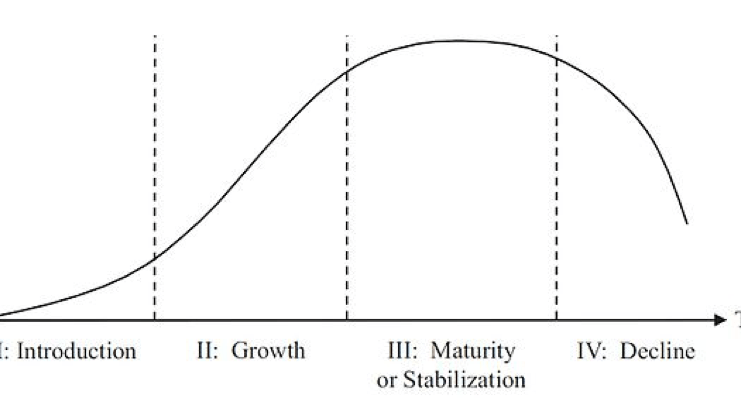 I: Introduction
II: Growth
III: Maturity
or Stabilization
IV: Decline